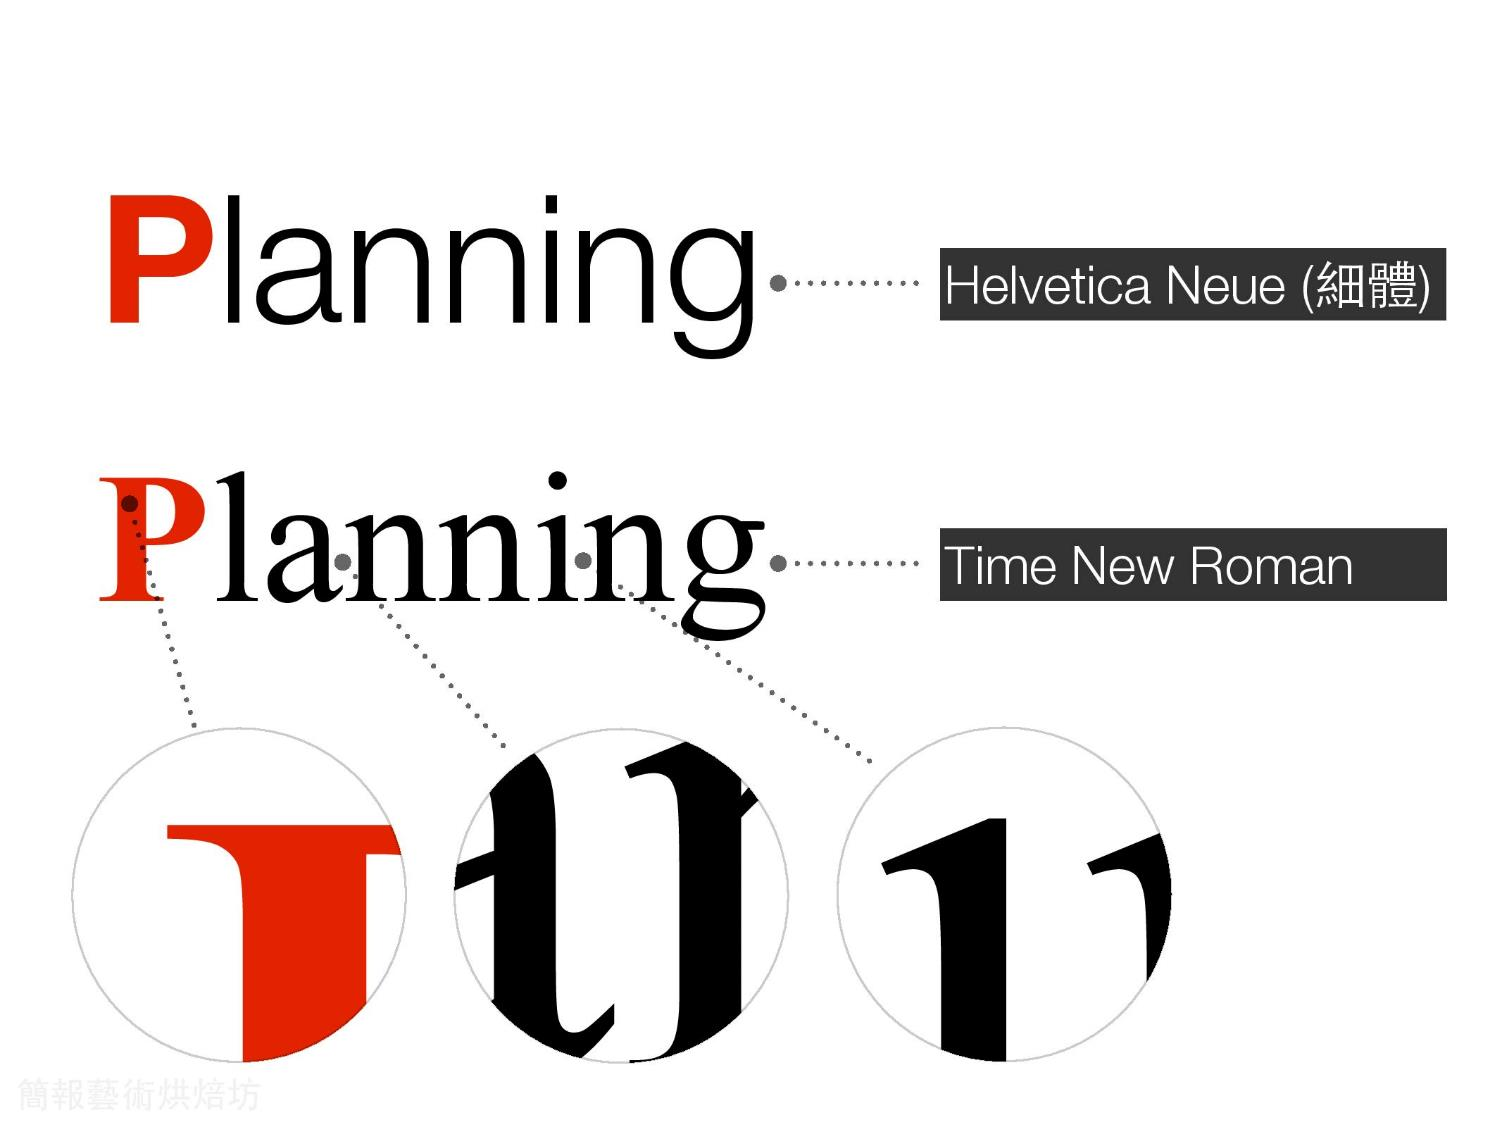 Planning
Helvetica Neue (細體)
Planning
Time New Roman
簡報藝術烘焙坊